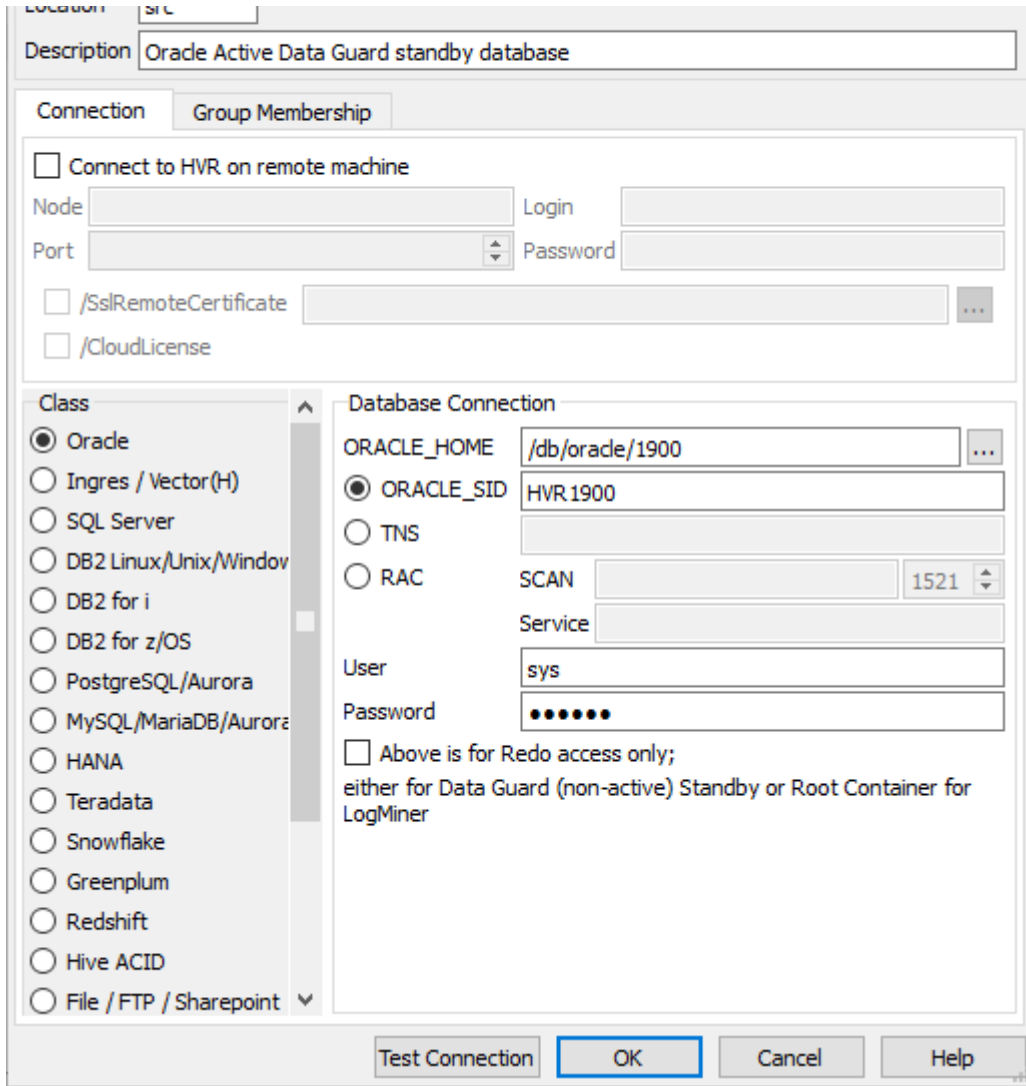 Location src
Description Oracle Active Data Guard standby database
Connection Group Membership
Connect to HVR on remote machine
Node Login
Port Password
/SslRemoteCertificate ...
/CloudLicense
Class
Oracle
Ingres / Vector(H)
SQL Server
DB2 Linux/Unix/Window
DB2 for i
DB2 for z/OS
PostgreSQL/Aurora
MySQL/MariaDB/Aurora
HANA
Teradata
Snowflake
Greenplum
Redshift
Hive ACID
File / FTP / Sharepoint
Database Connection
ORACLE_HOME /db/oracle/1900 ...
ORACLE_SID HVR1900
TNS
RAC SCAN 1521
Service
User sys
Password ●●●●●●
Above is for Redo access only;
either for Data Guard (non-active) Standby or Root Container for
LogMiner
Test Connection OK Cancel Help